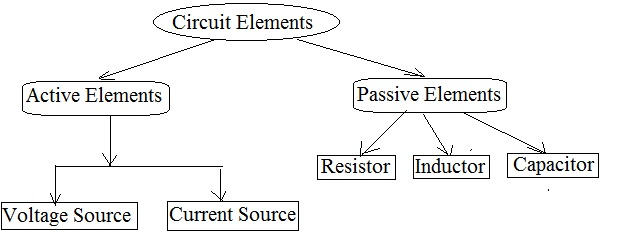 Circuit Elements
Active Elements
Passive Elements
Resistor
Inductor
Capacitor
Voltage Source
Current Source